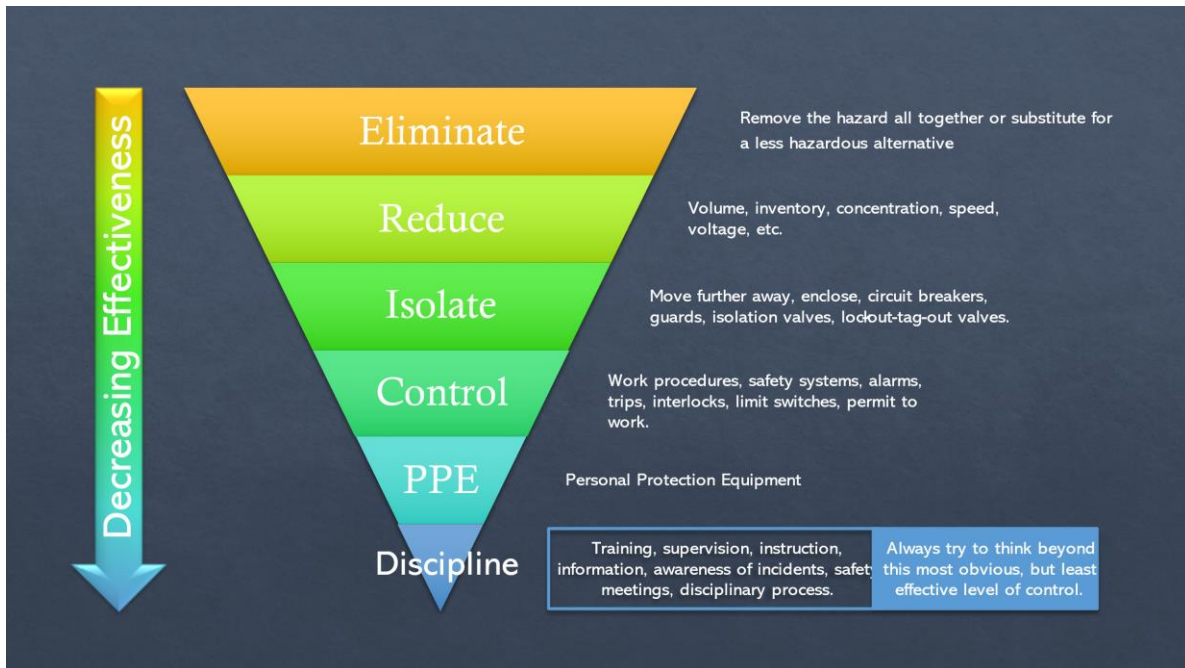 Decreasing Effectiveness
Eliminate
Remove the hazard all together or substitute for
a less hazardous alternative
Reduce
Volume, inventory, concentration, speed,
voltage, etc.
Isolate
Move further away, enclose, circuit breakers,
guards, isolation valves, lockout-tag-out valves.
Control
Work procedures, safety systems, alarms,
trips, interlocks, limit switches, permit to
work.
PPE
Personal Protection Equipment
Discipline
Training, supervision, instruction,
information, awareness of incidents, safety
meetings, disciplinary process.
Always try to think beyond
this most obvious, but least
effective level of control.